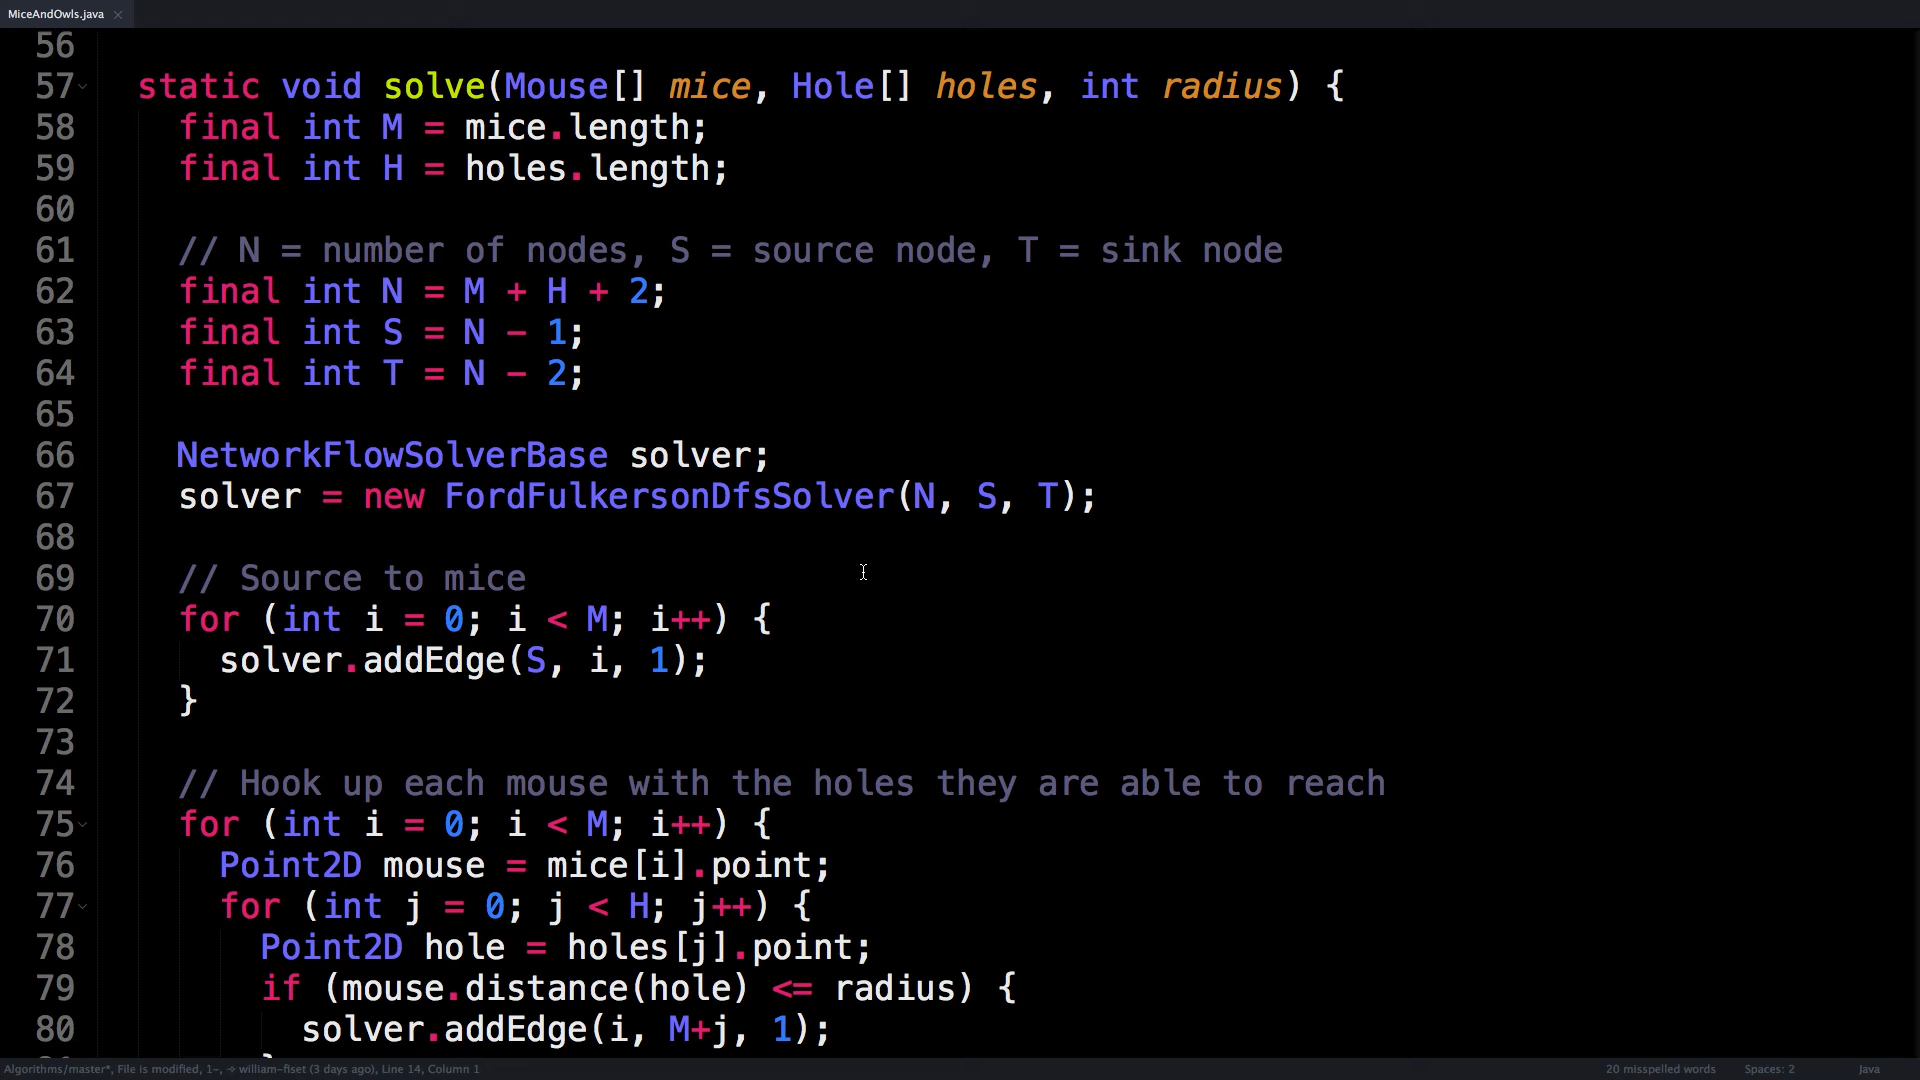 MiceAndOwls.java
56
57 static void solve(Mouse[] mice, Hole[] holes, int radius) {
58 final int M = mice.length;
59 final int H = holes.length;
60
61 // N = number of nodes, S = source node, T = sink node
62 final int N = M + H + 2;
63 final int S = N - 1;
64 final int T = N - 2;
65
66 NetworkFlowSolverBase solver;
67 solver = new FordFulkersonDfsSolver(N, S, T);
68
69 // Source to mice
70 for (int i = 0; i < M; i++) {
71 solver.addEdge(S, i, 1);
72 }
73
74 // Hook up each mouse with the holes they are able to reach
75 for (int i = 0; i < M; i++) {
76 Point2D mouse = mice[i].point;
77 for (int j = 0; j < H; j++) {
78 Point2D hole = holes[j].point;
79 if (mouse.distance(hole) <= radius) {
80 solver.addEdge(i, M+j, 1);
Algorithms/master*, File is modified, 1~, → william-fiset (3 days ago), Line 14, Column 1 20 misspelled words Spaces: 2 Java